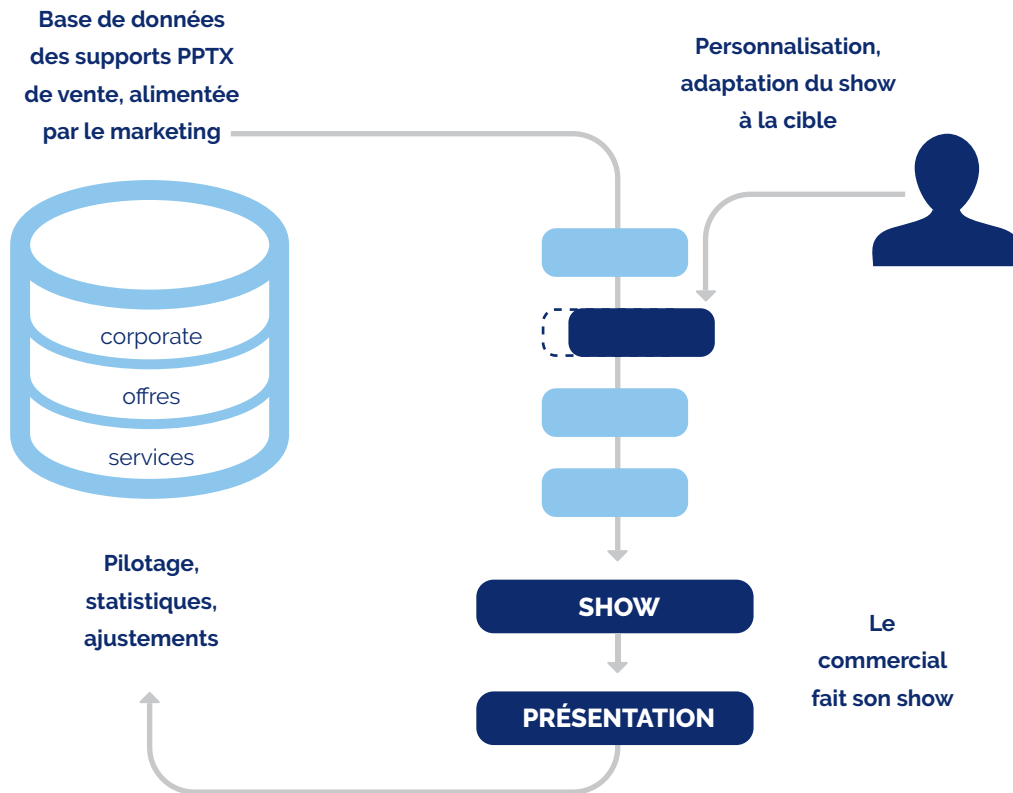 Base de données
des supports PPTX
de vente, alimentée
par le marketing
Personnalisation,
adaptation du show
à la cible
corporate
offres
services
Pilotage,
statistiques,
ajustements
SHOW
PRÉSENTATION
Le
commercial
fait son show